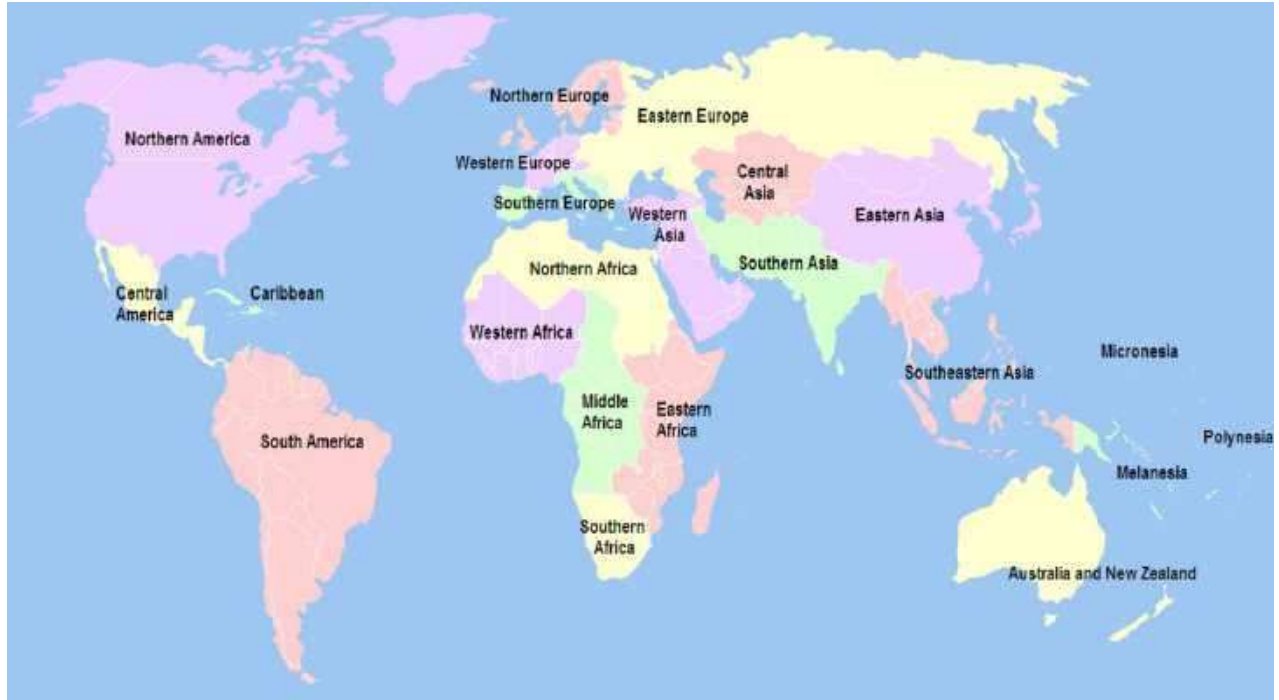 Northern Europe
Eastern Europe
Northern America
Western Europe
Central
Asia
Southern Europe
Western
Asia
Eastern Asia
Northern Africa
Southern Asia
Central
America
Caribbean
Western Africa
Micronesia
Southeastern Asia
Middle
Africa
Eastern
Africa
South America
Polynesia
Melanesia
Southern
Africa
Australia and New Zealand